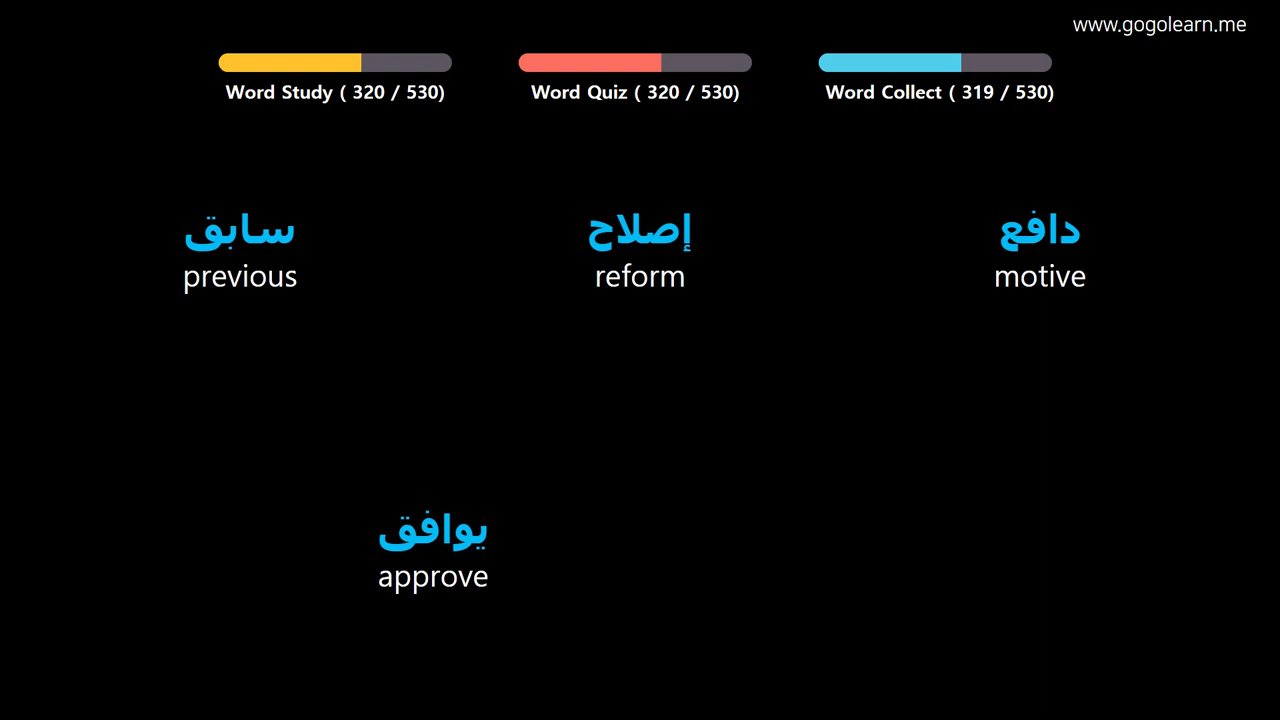 www.gogolearn.me
Word Study ( 320 / 530)
Word Quiz ( 320 / 530)
Word Collect ( 319 / 530)
سابق
previous
إصلاح
reform
دافع
motive
يوافق
approve